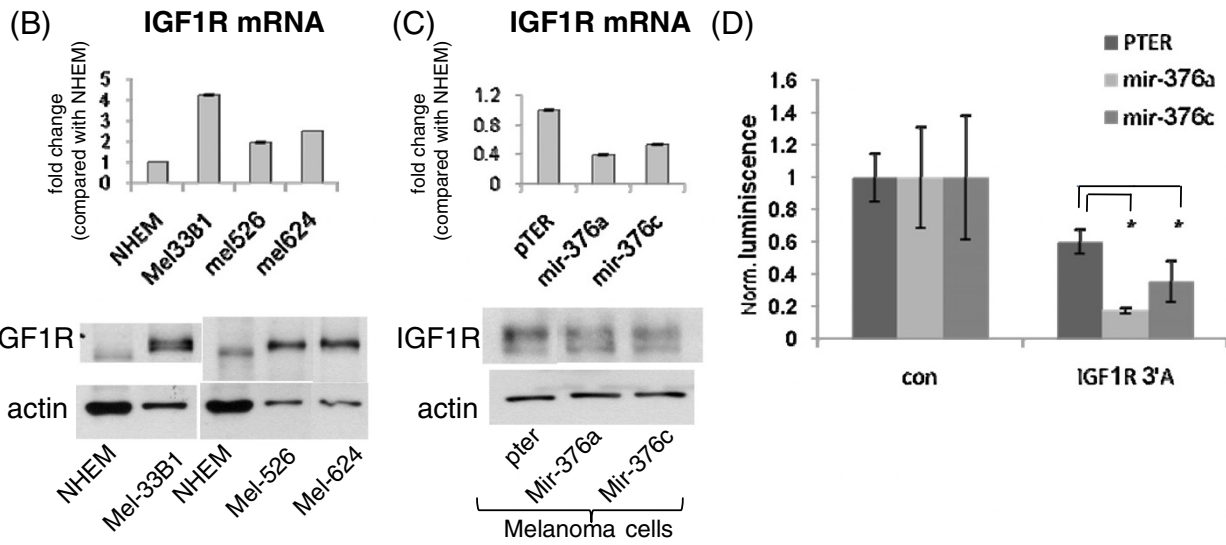 (B) IGF1R mRNA
fold change
(compared with NHEM)
5
4
3
2
1
0
NHEM
Mel33B1
mel526
mel624
GF1R
actin
NHEM
Mel-33B1
NHEM
Mel-526
Mel-624
(C) IGF1R mRNA
fold change
(compared with NHEM)
1.2
0.8
0.4
0
pTER
mir-376a
mir-376c
IGF1R
actin
pter
Mir-376a
Mir-376c
Melanoma cells
(D)
PTER
mir-376a
mir-376c
Norm.luminiscence
1.6
1.4
1.2
1
0.8
0.6
0.4
0.2
0
* *
con
IGF1R 3'A